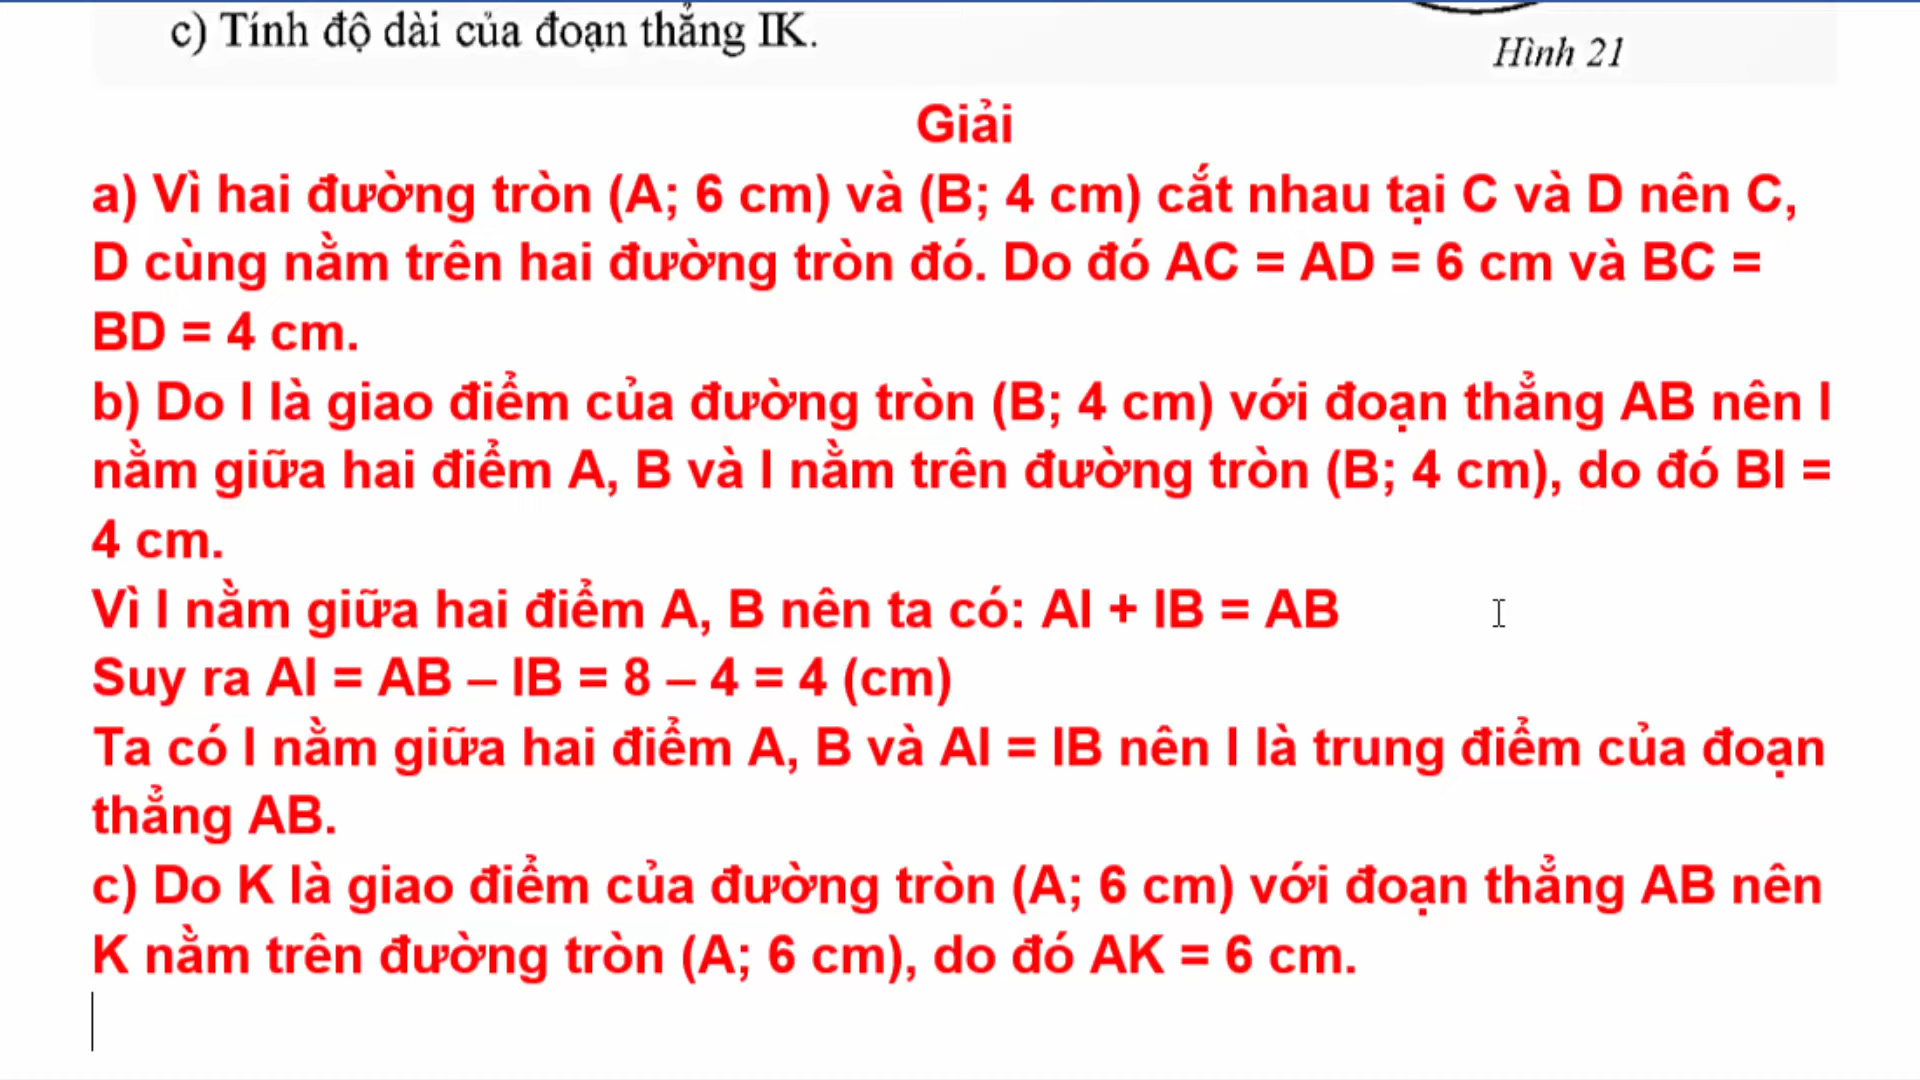 c) Tính độ dài của đoạn thẳng IK.
Hình 21
Giải
a) Vì hai đường tròn (A; 6 cm) và (B; 4 cm) cắt nhau tại C và D nên C,
D cùng nằm trên hai đường tròn đó. Do đó AC = AD = 6 cm và BC =
BD = 4 cm.
b) Do I là giao điểm của đường tròn (B; 4 cm) với đoạn thẳng AB nên I
nằm giữa hai điểm A, B và I nằm trên đường tròn (B; 4 cm), do đó BI =
4 cm.
Vì I nằm giữa hai điểm A, B nên ta có: AI + IB = AB
Suy ra AI = AB – IB = 8 – 4 = 4 (cm)
Ta có I nằm giữa hai điểm A, B và AI = IB nên I là trung điểm của đoạn
thẳng AB.
c) Do K là giao điểm của đường tròn (A; 6 cm) với đoạn thẳng AB nên
K nằm trên đường tròn (A; 6 cm), do đó AK = 6 cm.